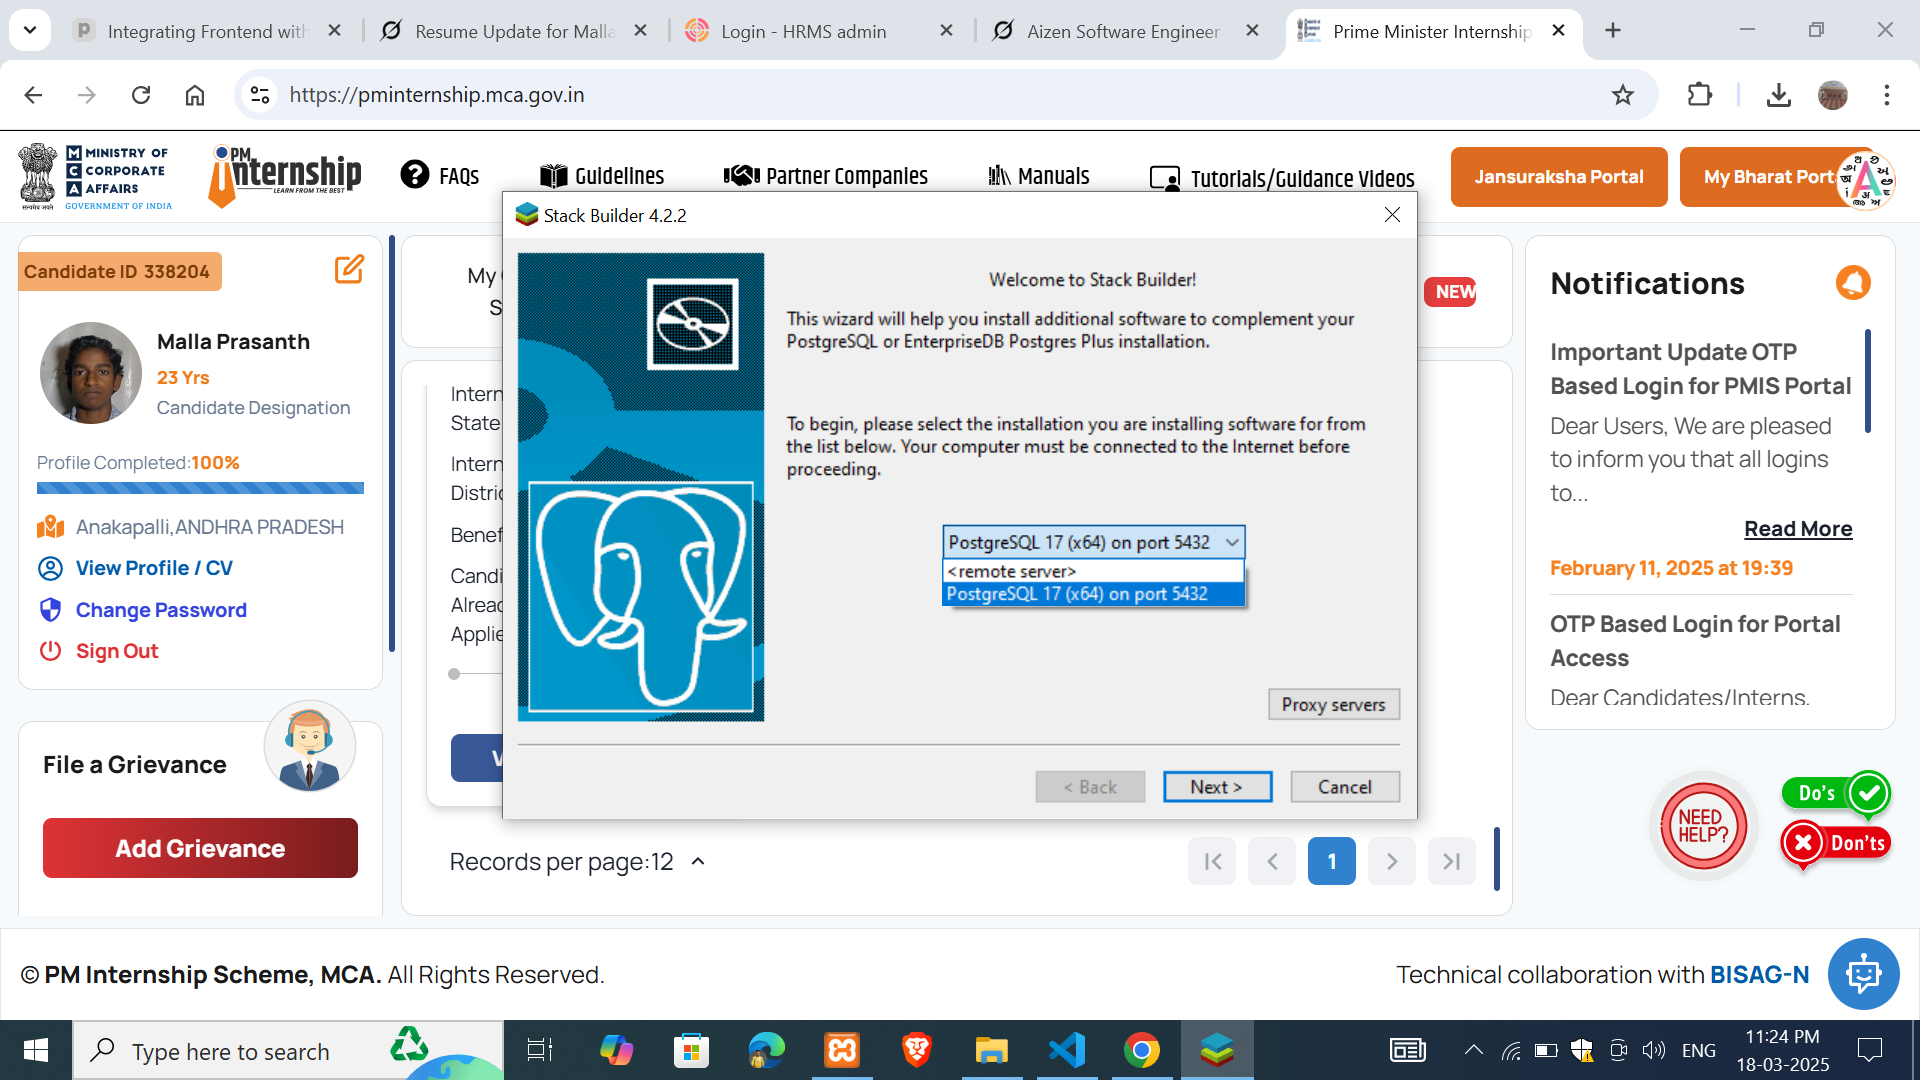 Integrating Frontend with
Resume Update for Malla
Login - HRMS admin
Aizen Software Engineer
Prime Minister Internship
https://pminternship.mca.gov.in
MINISTRY OF
CORPORATE
AFFAIRS
GOVERNMENT OF INDIA
M
C
A
सत्यमेव जयते
PM
internship
LEARN FROM THE BEST
FAQs
Guidelines
Partner Companies
Manuals
Tutorials/Guidance Videos
Jansuraksha Portal
My Bharat Port
Candidate ID 338204
Malla Prasanth
23 Yrs
Candidate Designation
Profile Completed:100%
Anakapalli,ANDHRA PRADESH
View Profile / CV
Change Password
Sign Out
File a Grievance
Add Grievance
My
S
NEW
Intern
State
Intern
Distri
Benef
Candi
Alrea
Applie
Stack Builder 4.2.2
Welcome to Stack Builder!
This wizard will help you install additional software to complement your
PostgreSQL or EnterpriseDB Postgres Plus installation.
To begin, please select the installation you are installing software for from
the list below. Your computer must be connected to the Internet before
proceeding.
PostgreSQL 17 (x64) on port 5432
<remote server>
PostgreSQL 17 (x64) on port 5432
Proxy servers
< Back
Next >
Cancel
Records per page:12
1
Notifications
Important Update OTP
Based Login for PMIS Portal
Dear Users, We are pleased
to inform you that all logins
to...
Read More
February 11, 2025 at 19:39
OTP Based Login for Portal
Access
Dear Candidates/Interns,
NEED
HELP?
Do's
Don'ts
© PM Internship Scheme, MCA. All Rights Reserved.
Technical collaboration with BISAG-N
Type here to search
ENG
11:24 PM
18-03-2025